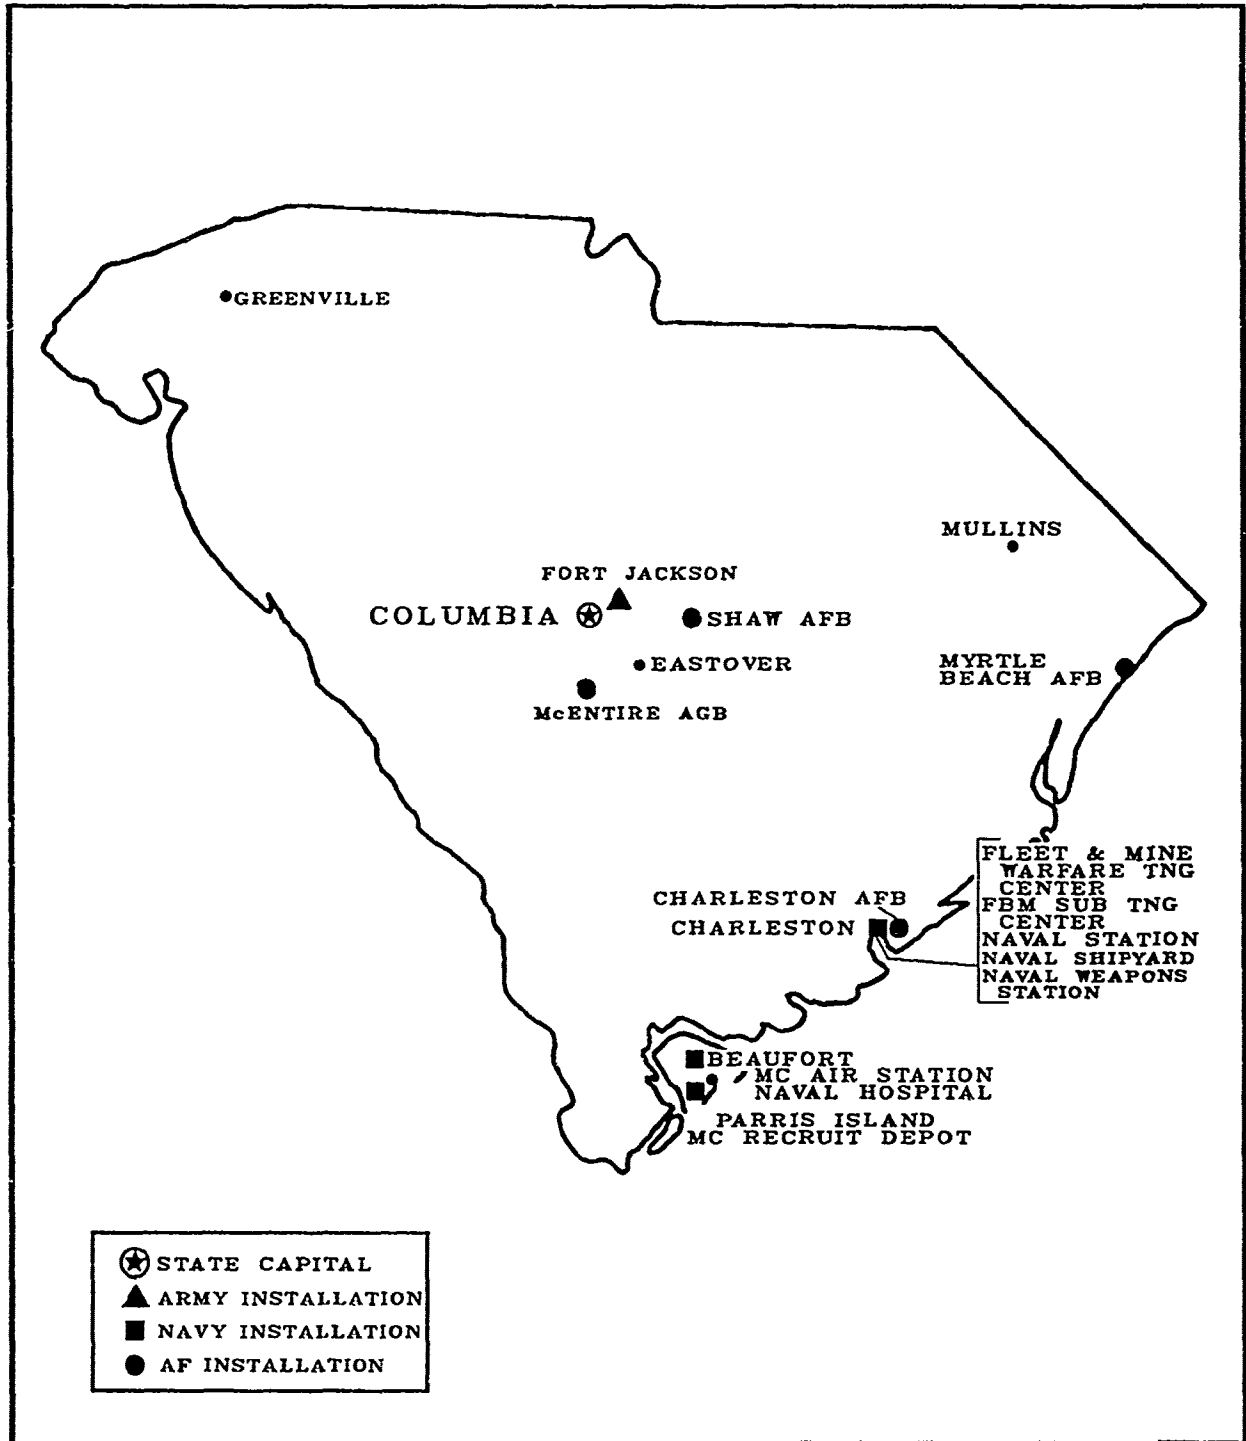 GREENVILLE
MULLINS
FORT JACKSON
COLUMBIA
SHAW AFB
EASTOVER
MYRTLE
BEACH AFB
McENTIRE AGB
FLEET & MINE
WARFARE TNG
CENTER
FBM SUB TNG
CENTER
NAVAL STATION
NAVAL SHIPYARD
NAVAL WEAPONS
STATION
CHARLESTON AFB
CHARLESTON
BEAUFORT
MC AIR STATION
NAVAL HOSPITAL
PARRIS ISLAND
MC RECRUIT DEPOT
STATE CAPITAL
ARMY INSTALLATION
NAVY INSTALLATION
AF INSTALLATION